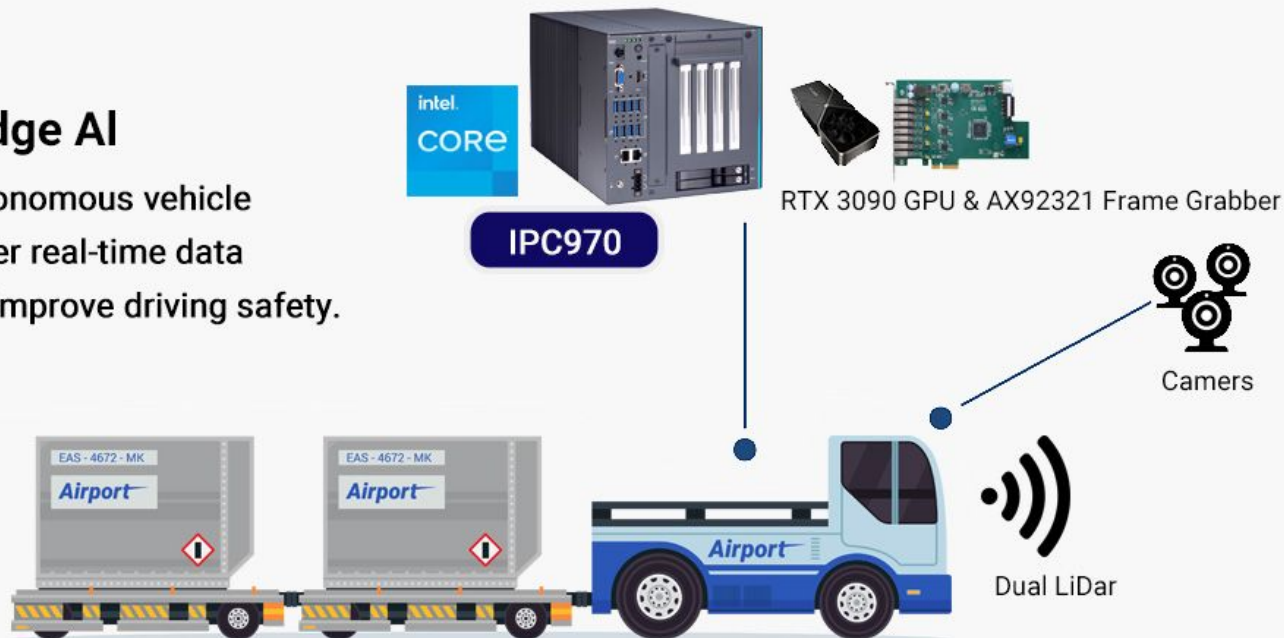 dge AI
onomous vehicle
er real-time data
improve driving safety.
intel.
CORE
IPC970
RTX 3090 GPU & AX92321 Frame Grabber
Camers
Dual LiDar
EAS - 4672 - MK
Airport
EAS - 4672 - MK
Airport
Airport